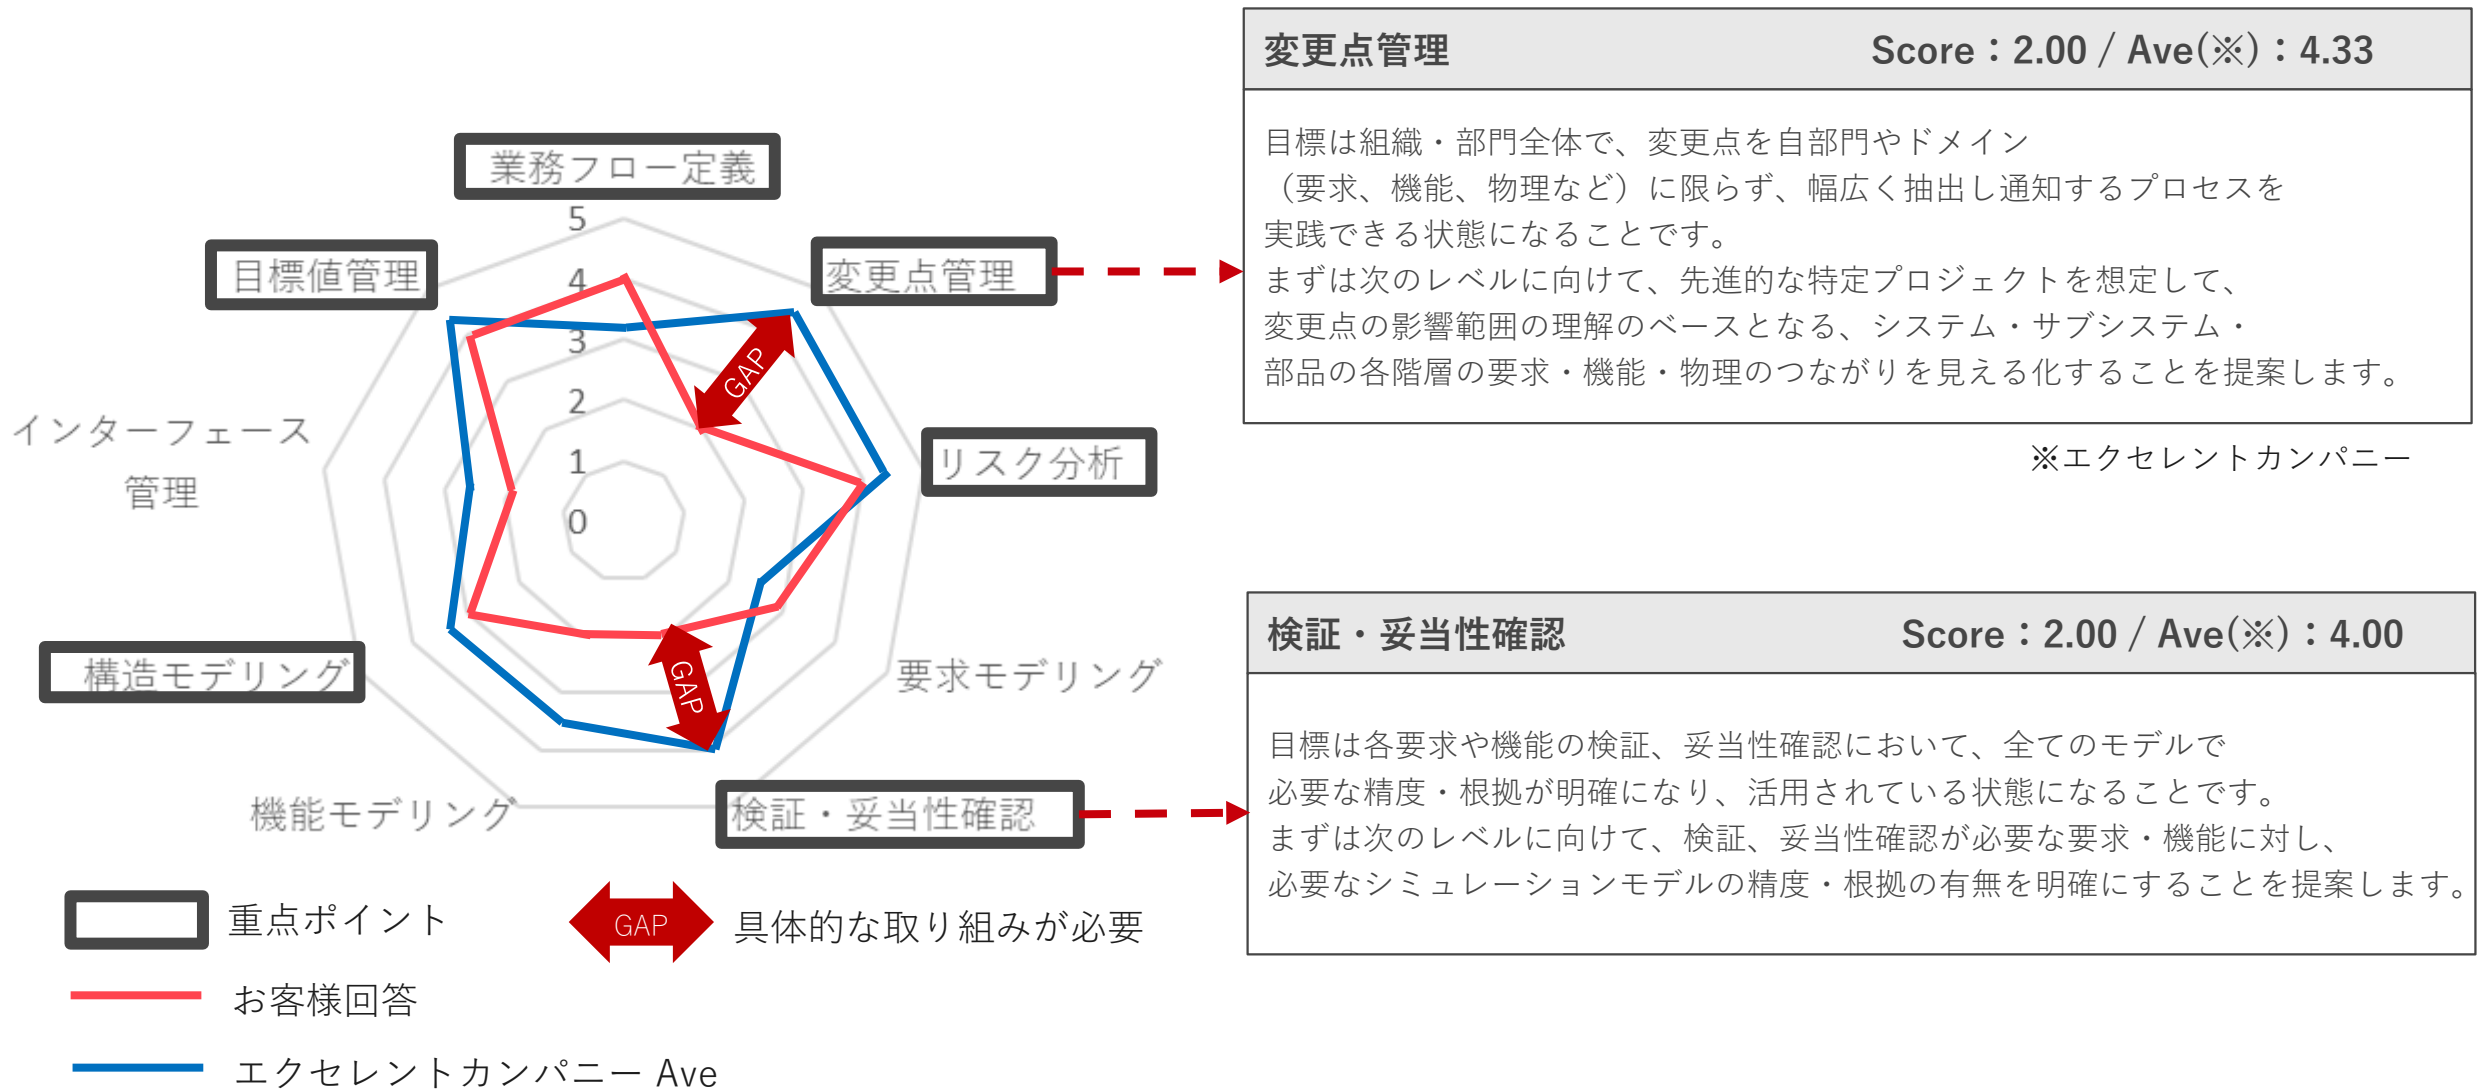 業務フロー定義
目標値管理
変更点管理
インターフェース
管理
リスク分析
構造モデリング
要求モデリング
機能モデリング
検証・妥当性確認
5
4
3
2
1
0
GAP
GAP
重点ポイント
GAP
具体的な取り組みが必要
お客様回答
エクセレントカンパニー Ave
変更点管理 Score：2.00 / Ave(※)：4.33
目標は組織・部門全体で、変更点を自部門やドメイン
（要求、機能、物理など）に限らず、幅広く抽出し通知するプロセスを
実践できる状態になることです。
まずは次のレベルに向けて、先進的な特定プロジェクトを想定して、
変更点の影響範囲の理解のベースとなる、システム・サブシステム・
部品の各階層の要求・機能・物理のつながりを見える化することを提案します。
※エクセレントカンパニー
検証・妥当性確認 Score：2.00 / Ave(※)：4.00
目標は各要求や機能の検証、妥当性確認において、全てのモデルで
必要な精度・根拠が明確になり、活用されている状態になることです。
まずは次のレベルに向けて、検証、妥当性確認が必要な要求・機能に対し、
必要なシミュレーションモデルの精度・根拠の有無を明確にすることを提案します。